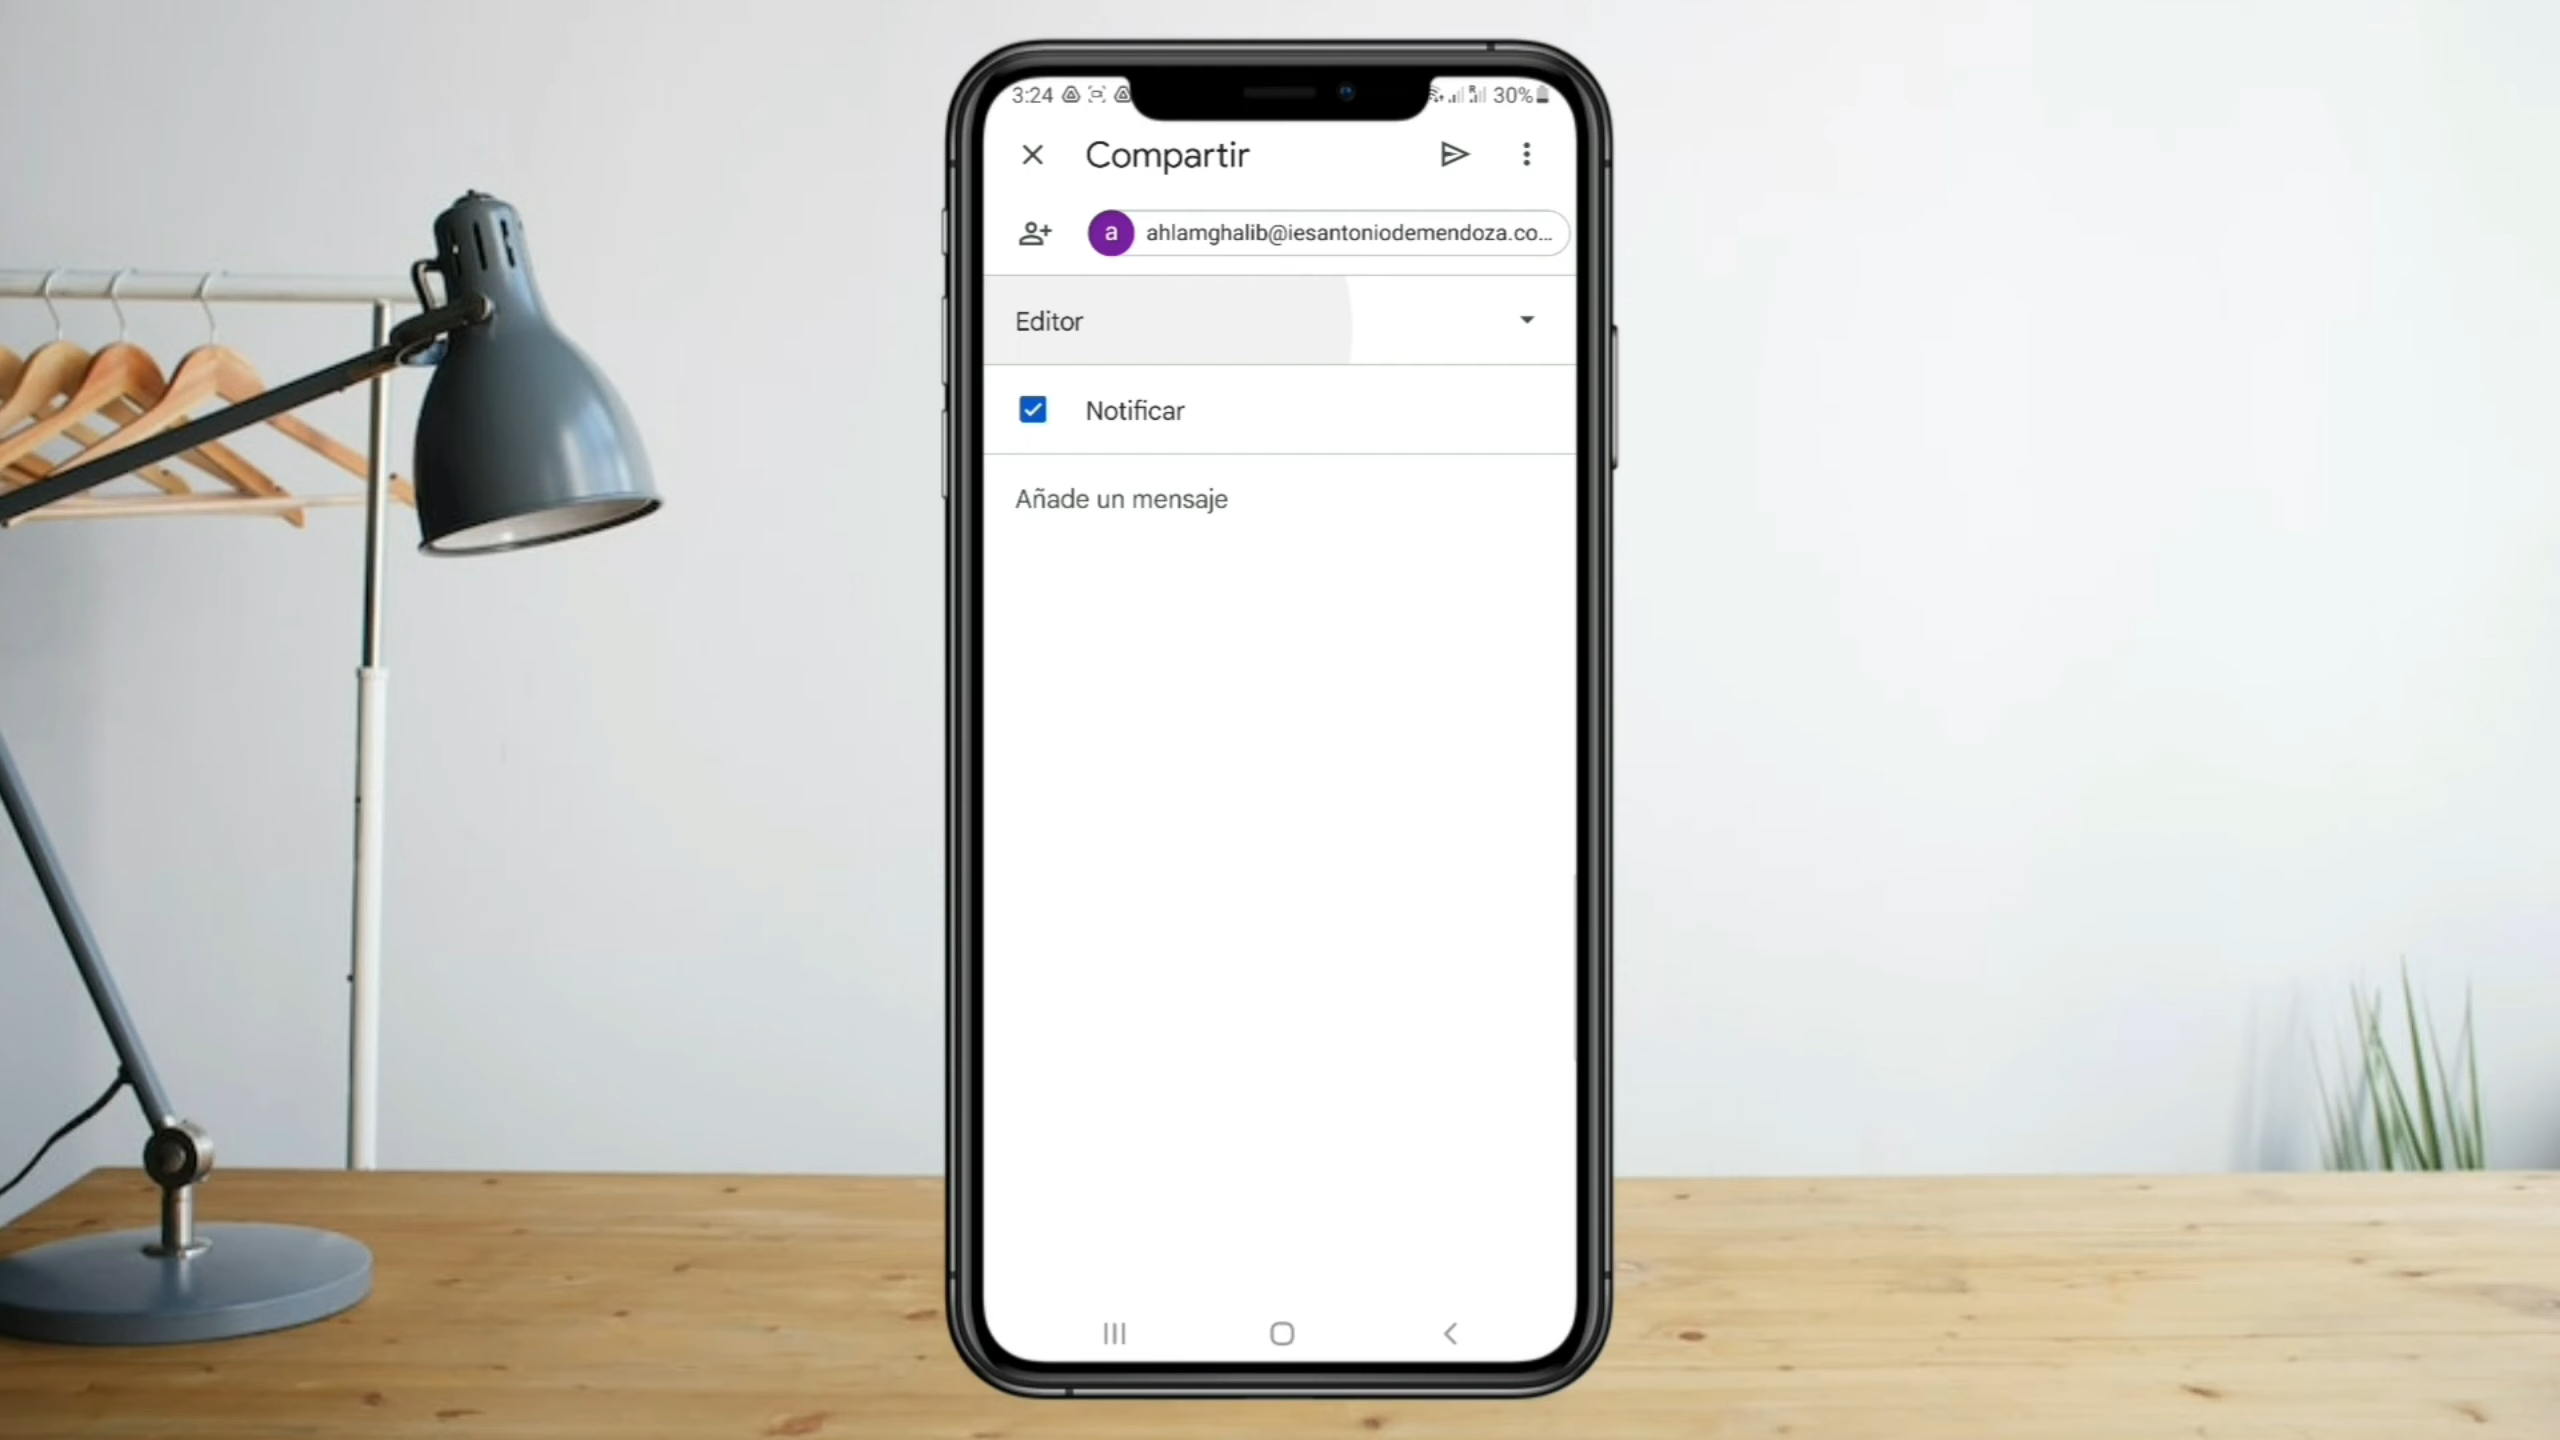 3:24 30%
Compartir
a ahlamghalib@iesantoniodemendoza.co...
Editor
Notificar
Añade un mensaje